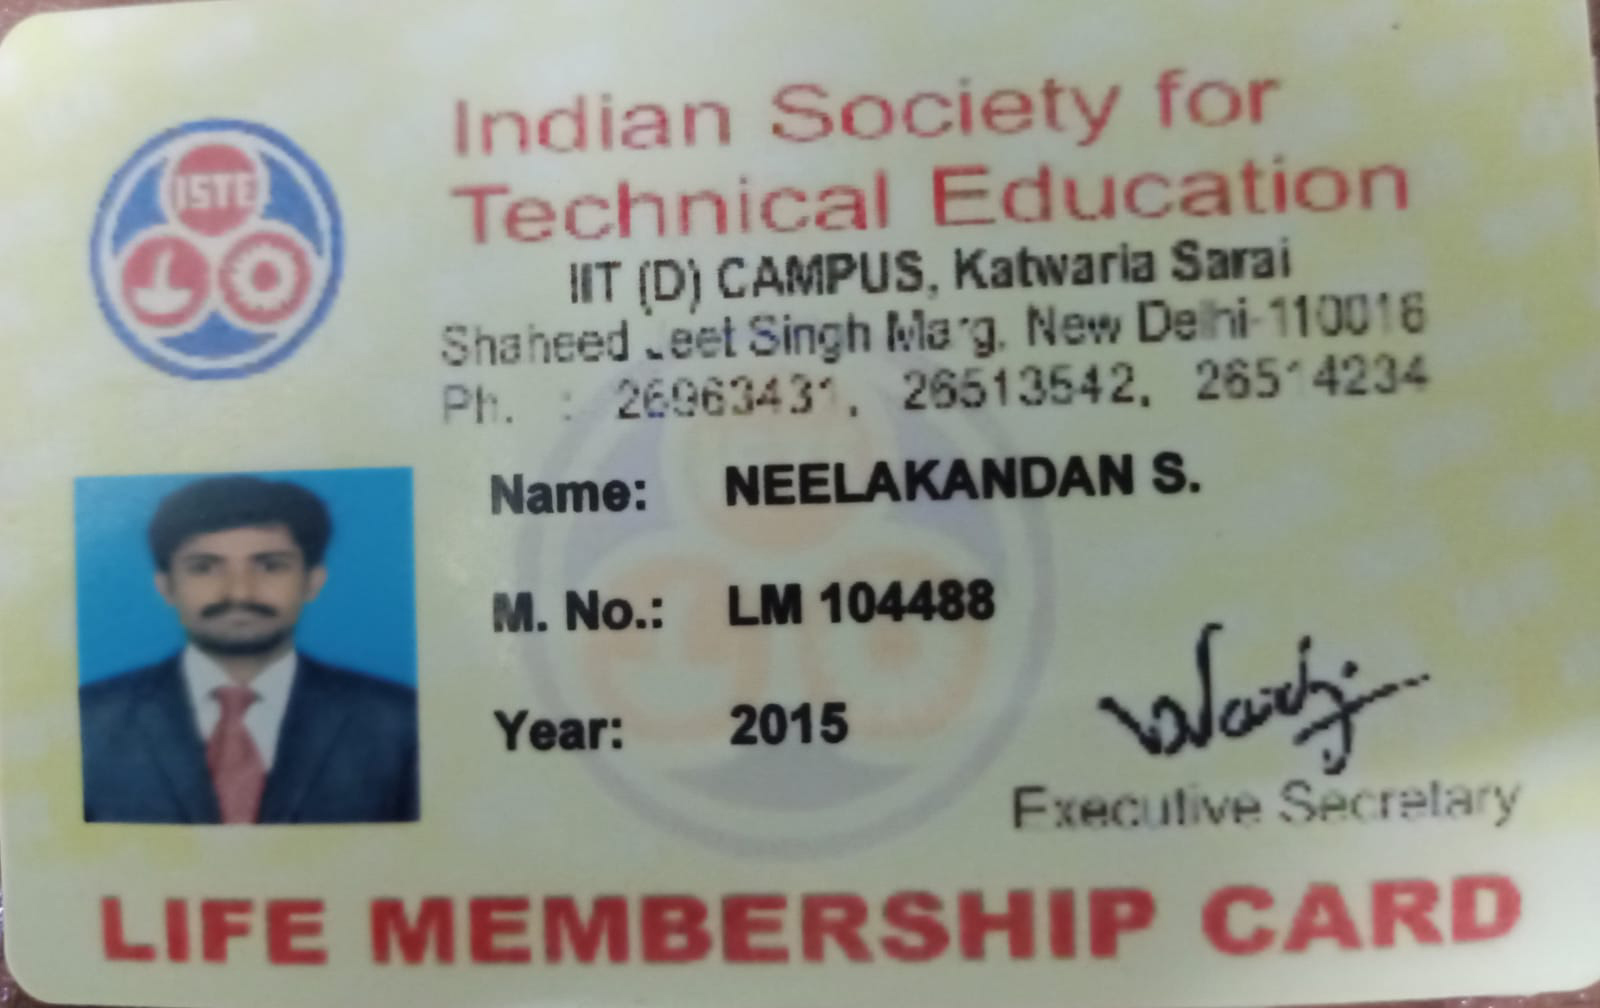 ISTE
Indian Society for
Technical Education
IIT (D) CAMPUS, Katwaria Sarai
Shaheed Jeet Singh Marg, New Delhi-110016
Ph. : 26963431, 26513542, 26514234
Name: NEELAKANDAN S.
M. No.: LM 104488
Year: 2015
Executive Secretary
LIFE MEMBERSHIP CARD